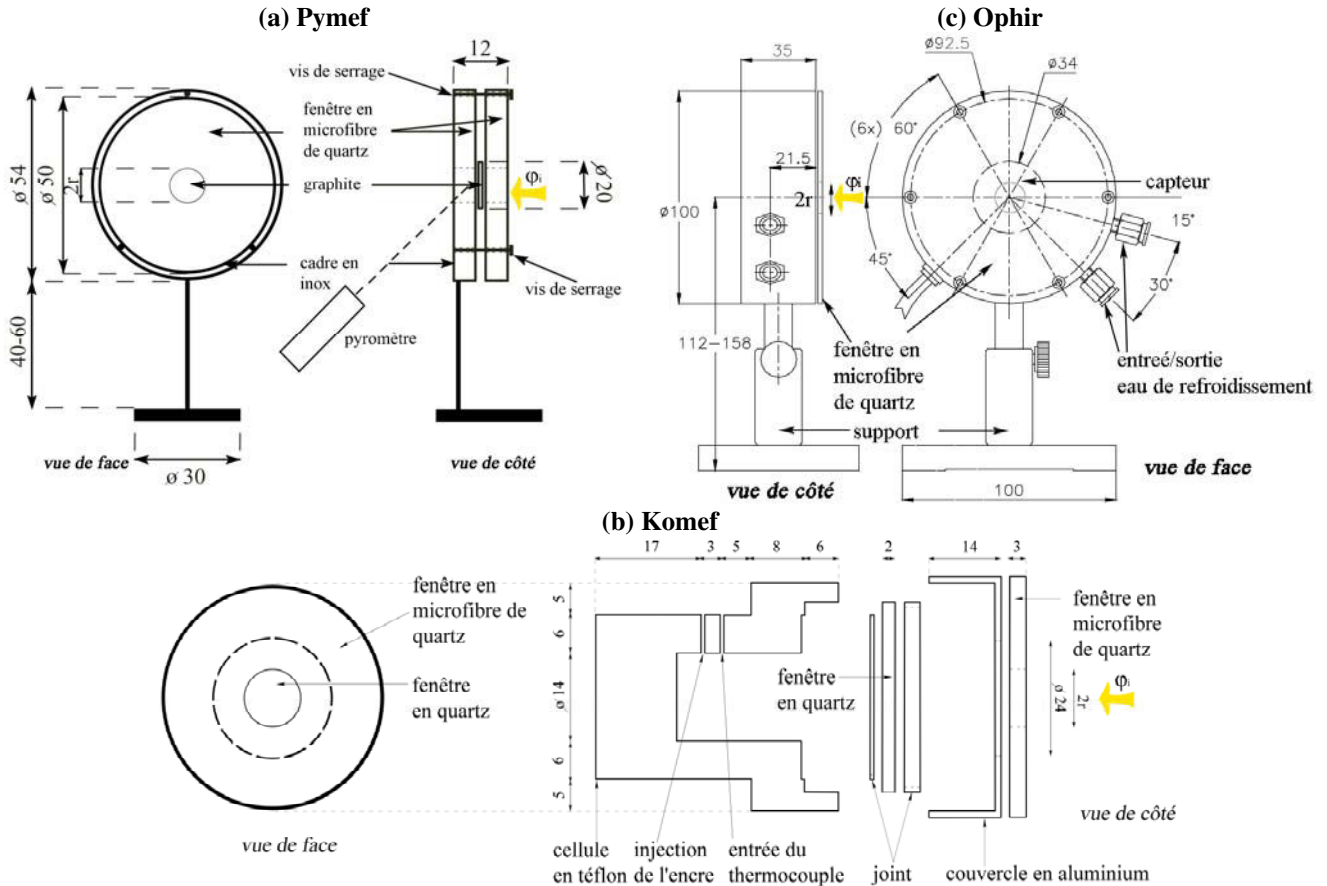 (a) Pymef
12
vis de serrage
fenêtre en
microfibre
de quartz
graphite
φi
ø 20
ø 54
ø 50
2r
cadre en
inox
vis de serrage
pyromètre
40-60
vue de face
ø 30
vue de côté
(c) Ophir
35
ø92.5
ø34
(6x) 60°
21.5
φi
2r
capteur
ø100
15°
45°
30°
112-158
fenêtre en
microfibre
de quartz
entreé/sortie
eau de refroidissement
support
vue de face
vue de côté
100
(b) Komef
17
3
5
8
6
2
14
3
fenêtre en
microfibre de
quartz
fenêtre
en quartz
vue de face
5
6
ø 14
6
5
fenêtre
en quartz
fenêtre en
microfibre
de quartz
φi
ø 24
2r
vue de côté
cellule
en téflon
injection
de l'encre
entrée du
thermocouple
joint
couvercle en aluminium